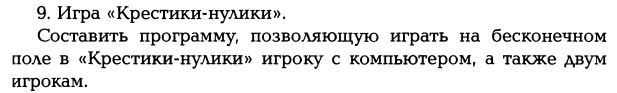 9. Игра «Крестики-нулики».
Составить программу, позволяющую играть на бесконечном
поле в «Крестики-нулики» игроку с компьютером, а также двум
игрокам.